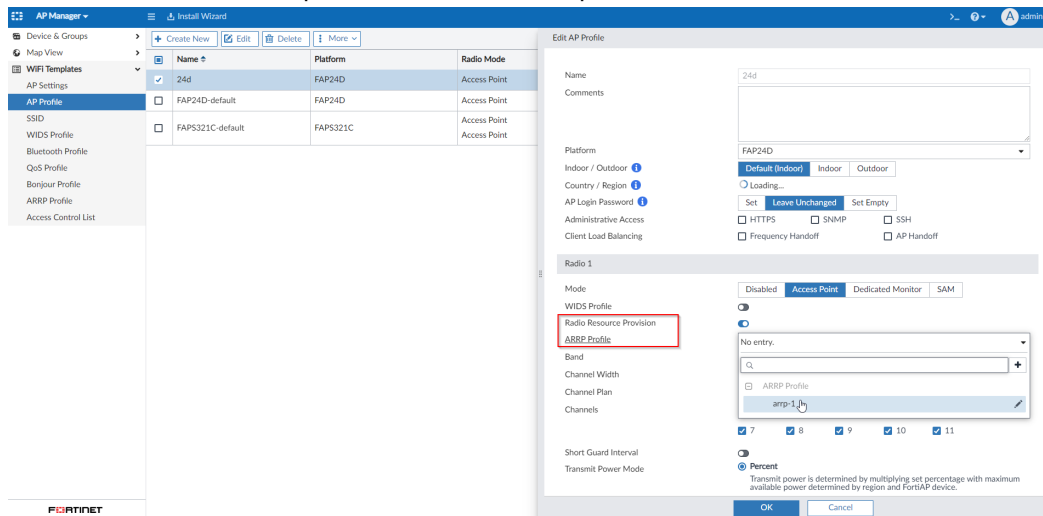 AP Manager
Install Wizard
admin
Device & Groups
Map View
WiFi Templates
AP Settings
AP Profile
SSID
WIDS Profile
Bluetooth Profile
QoS Profile
Bonjour Profile
ARRP Profile
Access Control List
+ Create New Edit Delete More
Name Platform Radio Mode
24d FAP24D Access Point
FAP24D-default FAP24D Access Point
FAPS321C-default FAPS321C Access Point
Access Point
Edit AP Profile
Name 24d
Comments
Platform FAP24D
Indoor / Outdoor Default (Indoor) Indoor Outdoor
Country / Region Loading...
AP Login Password Set Leave Unchanged Set Empty
Administrative Access HTTPS SNMP SSH
Client Load Balancing Frequency Handoff AP Handoff
Radio 1
Mode Disabled Access Point Dedicated Monitor SAM
WIDS Profile
Radio Resource Provision
ARRP Profile No entry.
Band
Channel Width
ARRP Profile
Channel Plan
arrp-1
Channels
7 8 9 10 11
Short Guard Interval
Transmit Power Mode Percent
Transmit power is determined by multiplying set percentage with maximum
available power determined by region and FortiAP device.
OK Cancel
FORTINET